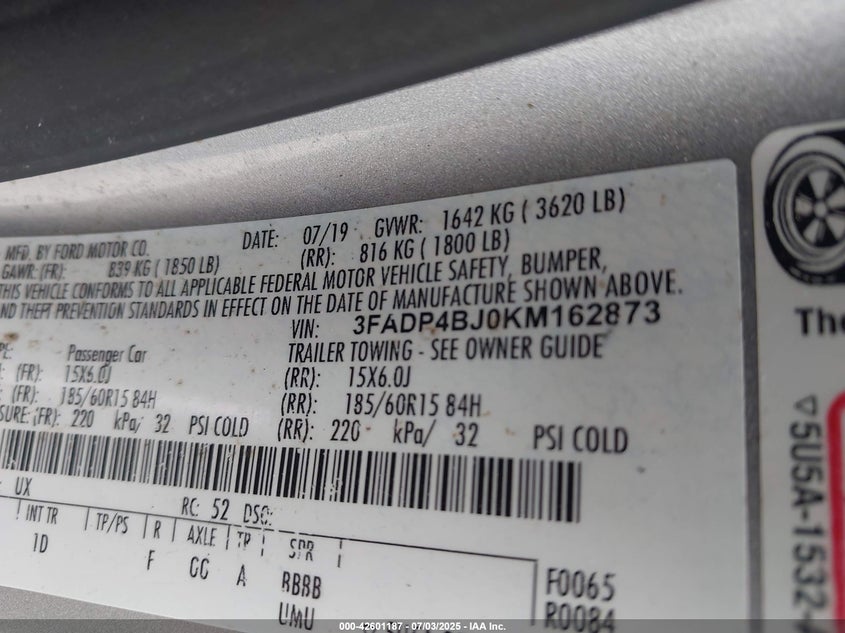 MFD. BY FORD MOTOR CO.
DATE: 07/19 GVWR: 1642 KG ( 3620 LB)
GAWR: (FR): 839 KG ( 1850 LB) (RR): 816 KG ( 1800 LB)
THIS VEHICLE CONFORMS TO ALL APPLICABLE FEDERAL MOTOR VEHICLE SAFETY, BUMPER,
AND THEFT PREVENTION STANDARDS IN EFFECT ON THE DATE OF MANUFACTURE SHOWN ABOVE.
VIN: 3FADP4BJ0KM162873
Passenger Car TRAILER TOWING - SEE OWNER GUIDE
(FR): 15X6.0J (RR): 15X6.0J
(FR): 185/60R15 84H (RR): 185/60R15 84H
(FR): 220 kPa/ 32 PSI COLD (RR): 220 kPa/ 32 PSI COLD
UX RC: 52 DSO:
INT TR TP/PS R AXLE TR SPR
1D F CC A BBBB F0065
UMU R0084
The
5U5A-1532-
000-42601187 - 07/03/2025 - IAA Inc.